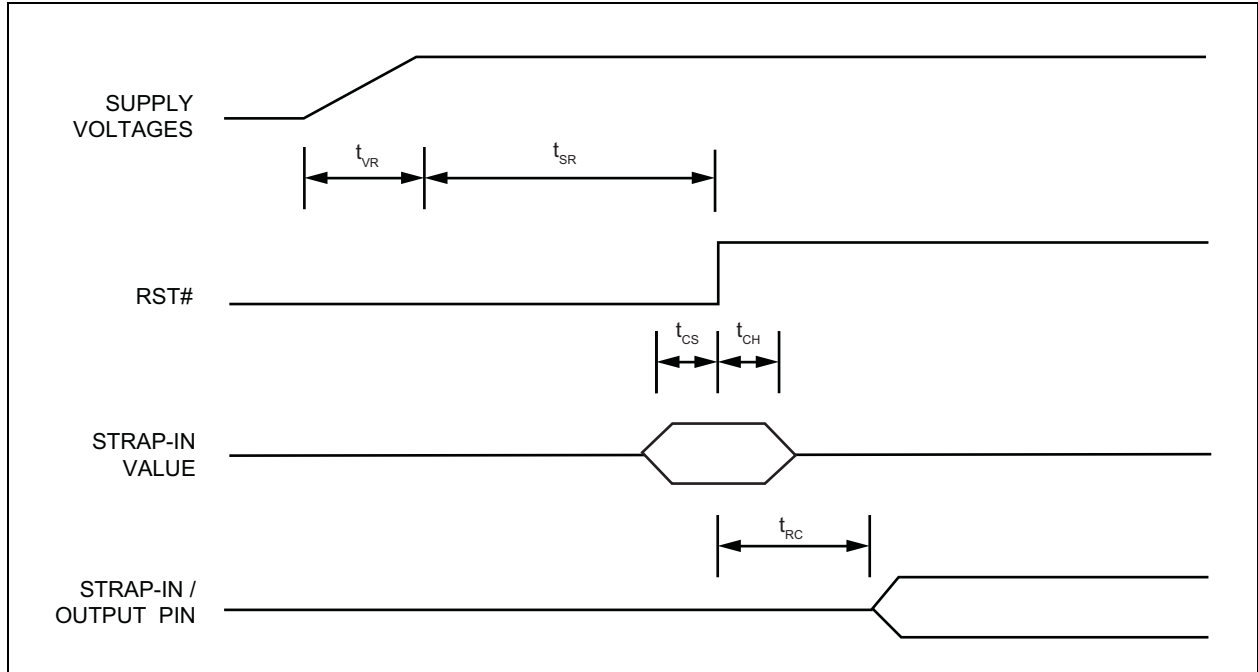 SUPPLY
VOLTAGES
tVR
tSR
RST#
tCS
tCH
STRAP-IN
VALUE
tRC
STRAP-IN /
OUTPUT PIN